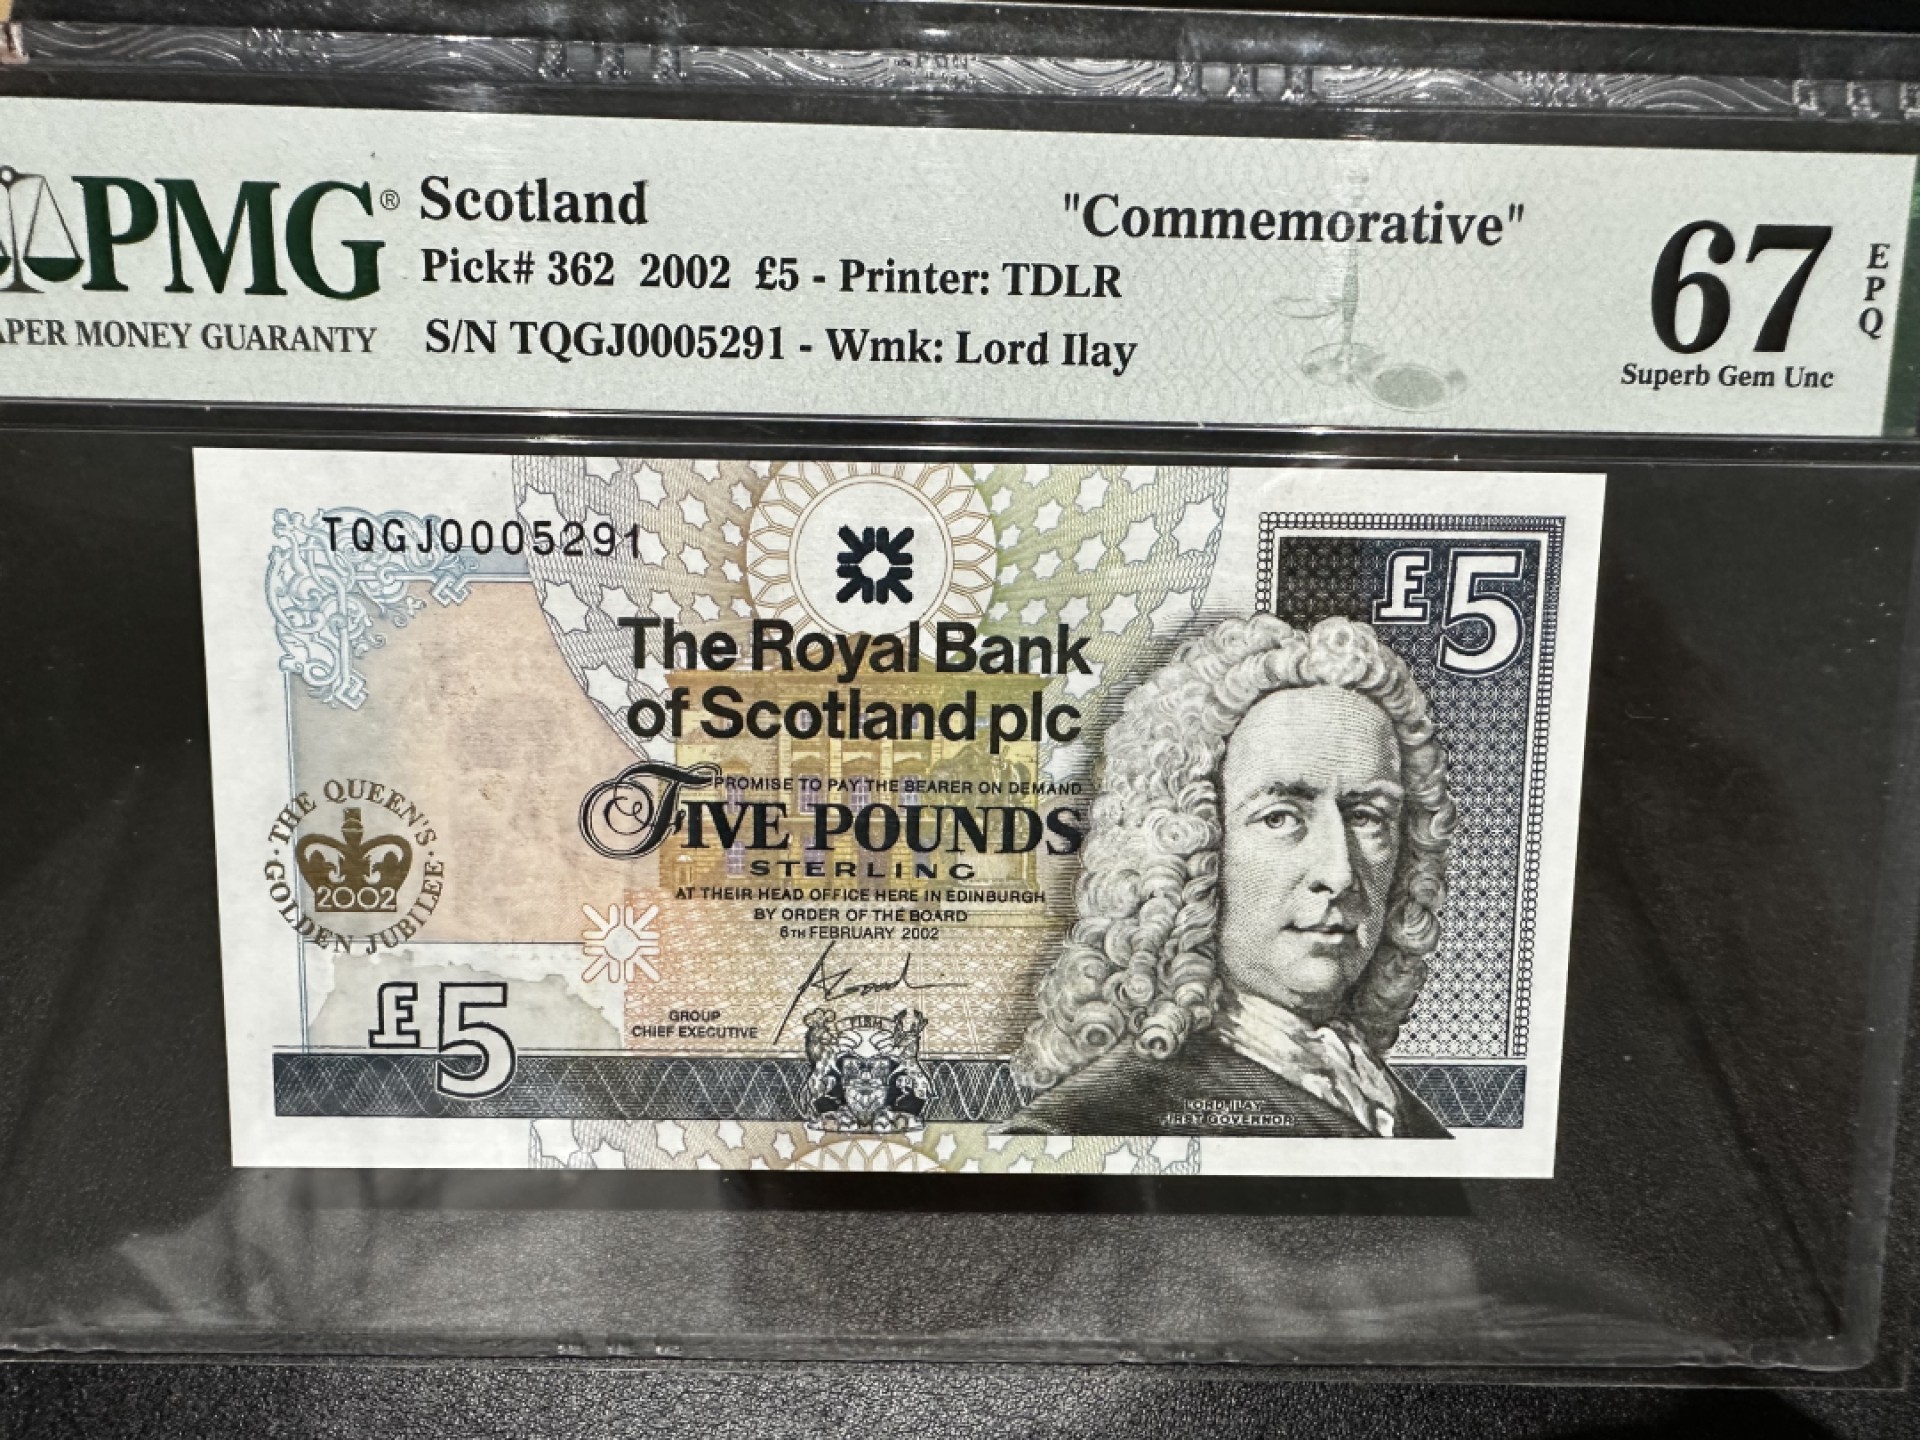 PMG®
APER MONEY GUARANTY
Scotland
"Commemorative"
Pick# 362 2002 £5 - Printer: TDLR
S/N TQGJ0005291 - Wmk: Lord Ilay
67
EPQ
Superb Gem Unc
TQGJ0005291
£5
The Royal Bank
of Scotland plc
PROMISE TO PAY THE BEARER ON DEMAND
FIVE POUNDS
STERLING
AT THEIR HEAD OFFICE HERE IN EDINBURGH
BY ORDER OF THE BOARD
6TH FEBRUARY 2002
GROUP
CHIEF EXECUTIVE
THE QUEEN'S
GOLDEN JUBILEE
2002
£5
FIRM
LORD ILAY
FIRST GOVERNOR